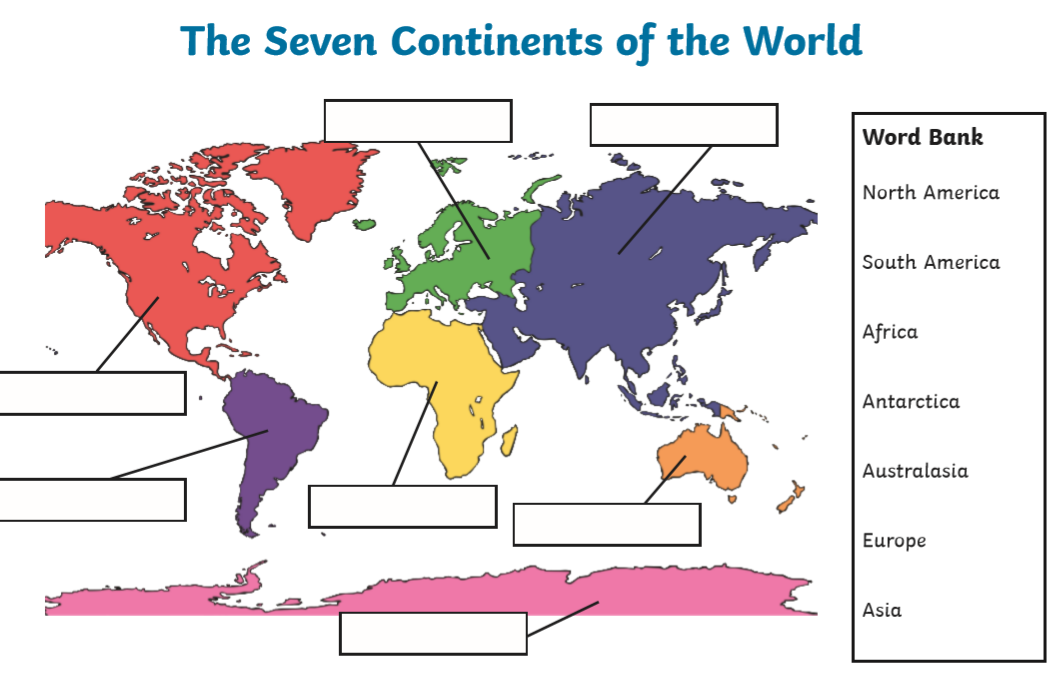 The Seven Continents of the World
Word Bank
North America
South America
Africa
Antarctica
Australasia
Europe
Asia